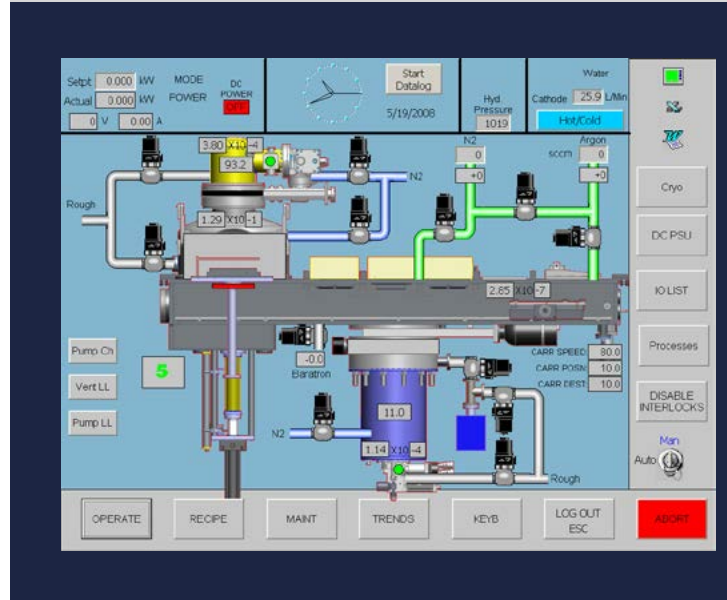 Setpt 0.000 kW MODE DC
Actual 0.000 kW POWER POWER
OFF
0 V 0.00 A
Start
Datalog
5/19/2008
Hyd
Pressure
1019
Water
Cathode 25.9 L/Min
Hot/Cold
3.80 X10 -4
93.2
N2
Rough
1.29 X10 -1
N2
0
+0
Argon
sccm 0
+0
2.85 X10 -7
-0.0
Baratron
CARR SPEED: 80.0
CARR POSN: 10.0
CARR DEST: 10.0
Pump Ch
Vent LL
Pump LL
5
11.0
N2
1.14 X10 -4
Rough
Cryo
DC PSU
IO LIST
Processes
DISABLE
INTERLOCKS
Man
Auto
OPERATE
RECIPE
MAINT
TRENDS
KEYB
LOG OUT
ESC
ABORT